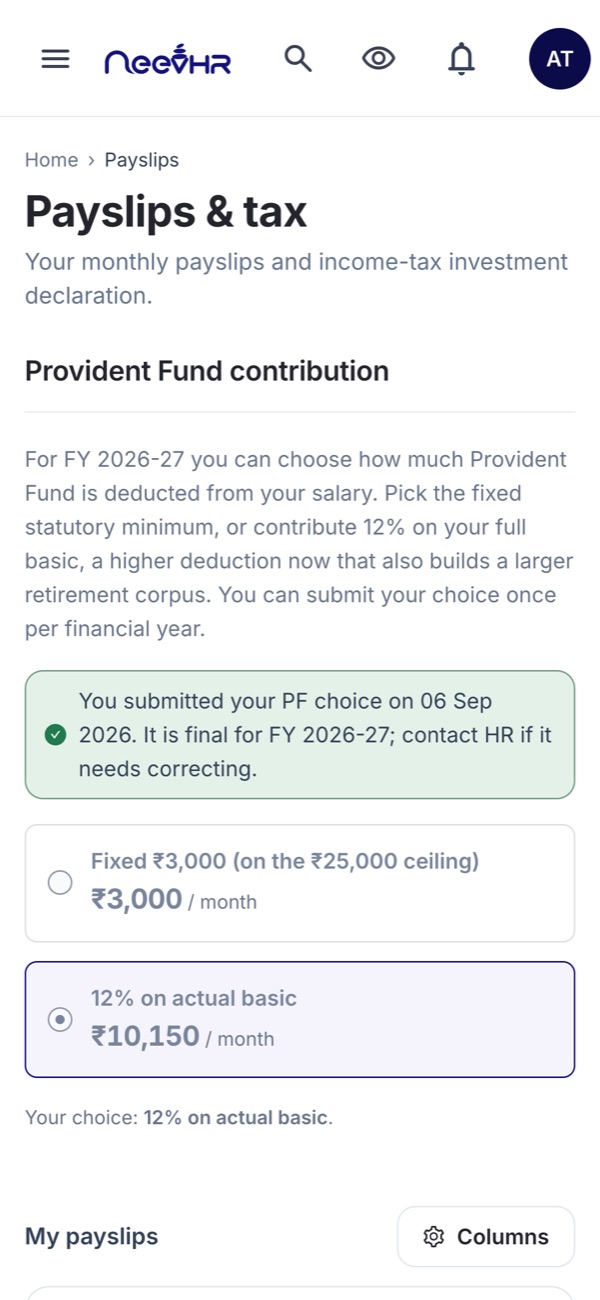 NeevHR
AT
Home › Payslips
Payslips & tax
Your monthly payslips and income-tax investment
declaration.
Provident Fund contribution
For FY 2026-27 you can choose how much Provident
Fund is deducted from your salary. Pick the fixed
statutory minimum, or contribute 12% on your full
basic, a higher deduction now that also builds a larger
retirement corpus. You can submit your choice once
per financial year.
You submitted your PF choice on 06 Sep
2026. It is final for FY 2026-27; contact HR if it
needs correcting.
Fixed ₹3,000 (on the ₹25,000 ceiling)
₹3,000 / month
12% on actual basic
₹10,150 / month
Your choice: 12% on actual basic.
My payslips
Columns